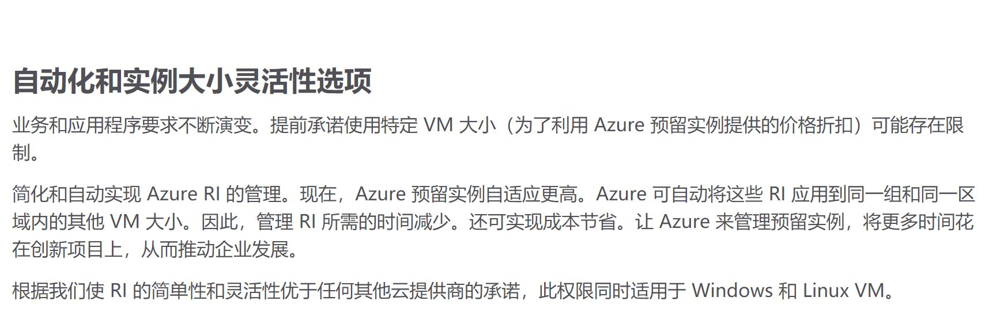 自动化和实例大小灵活性选项
业务和应用程序要求不断演变。提前承诺使用特定 VM 大小（为了利用 Azure 预留实例提供的价格折扣）可能存在限
制。
简化和自动实现 Azure RI 的管理。现在，Azure 预留实例自适应更高。Azure 可自动将这些 RI 应用到同一组和同一区
域内的其他 VM 大小。因此，管理 RI 所需的时间减少。还可实现成本节省。让 Azure 来管理预留实例，将更多时间花
在创新项目上，从而推动企业发展。
根据我们使 RI 的简单性和灵活性优于任何其他云提供商的承诺，此权限同时适用于 Windows 和 Linux VM。